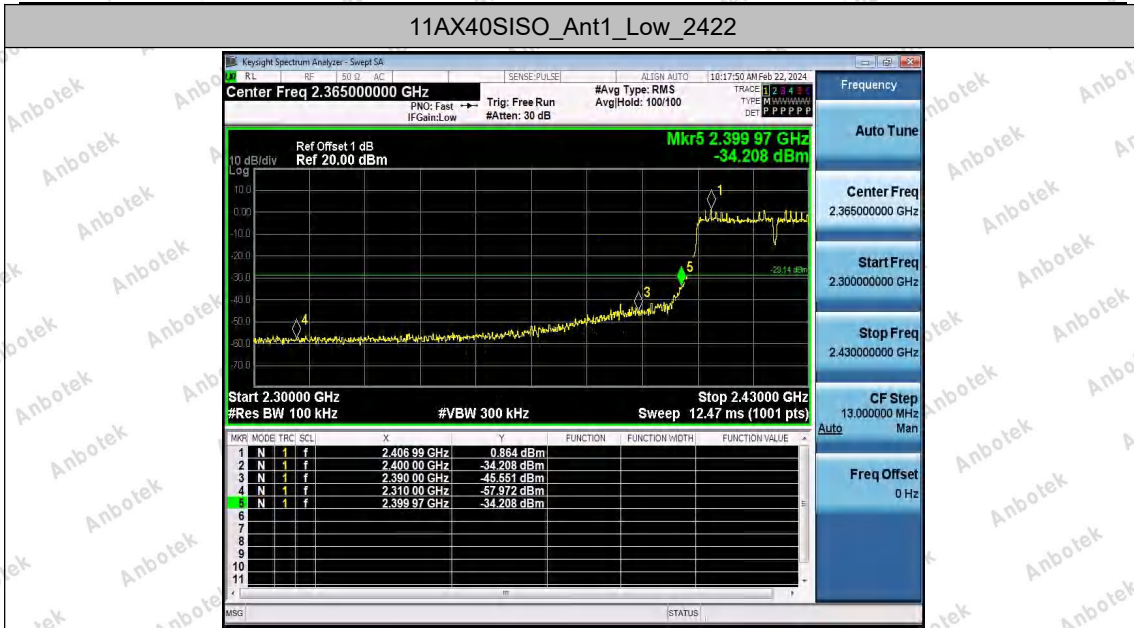 11AX40SISO_Ant1_Low_2422
Keysight Spectrum Analyzer - Swept SA
RL RF 50 Ω AC SENSE:PULSE ALIGN AUTO 10:17:50 AM Feb 22, 2024
Center Freq 2.365000000 GHz
PNO: Fast
IFGain:Low
Trig: Free Run
#Atten: 30 dB
#Avg Type: RMS
Avg|Hold: 100/100
TRACE 1 2 3 4 5 6
TYPE M WWWWW
DET P P P P P P
Mkr5 2.399 97 GHz
-34.208 dBm
Ref Offset 1 dB
10 dB/div Ref 20.00 dBm
Log
10.0
0.00
-10.0
-20.0
-30.0
-40.0
-50.0
-60.0
-70.0
1
5
-29.14 dBm
3
4
Start 2.30000 GHz Stop 2.43000 GHz
#Res BW 100 kHz #VBW 300 kHz Sweep 12.47 ms (1001 pts)
MKR MODE TRC SCL X Y FUNCTION FUNCTION WIDTH FUNCTION VALUE
1 N 1 f 2.406 99 GHz 0.864 dBm
2 N 1 f 2.400 00 GHz -34.208 dBm
3 N 1 f 2.390 00 GHz -45.551 dBm
4 N 1 f 2.310 00 GHz -57.972 dBm
5 N 1 f 2.399 97 GHz -34.208 dBm
6
7
8
9
10
11
MSG STATUS
Frequency
Auto Tune
Center Freq
2.365000000 GHz
Start Freq
2.300000000 GHz
Stop Freq
2.430000000 GHz
CF Step
13.000000 MHz
Auto Man
Freq Offset
0 Hz
Anbotek